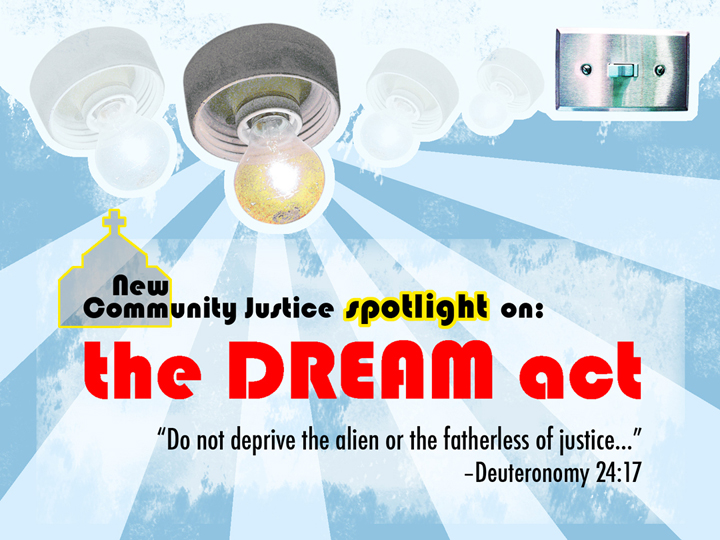 New
Community Justice spotlight on:
the DREAM act
“Do not deprive the alien or the fatherless of justice...”
–Deuteronomy 24:17